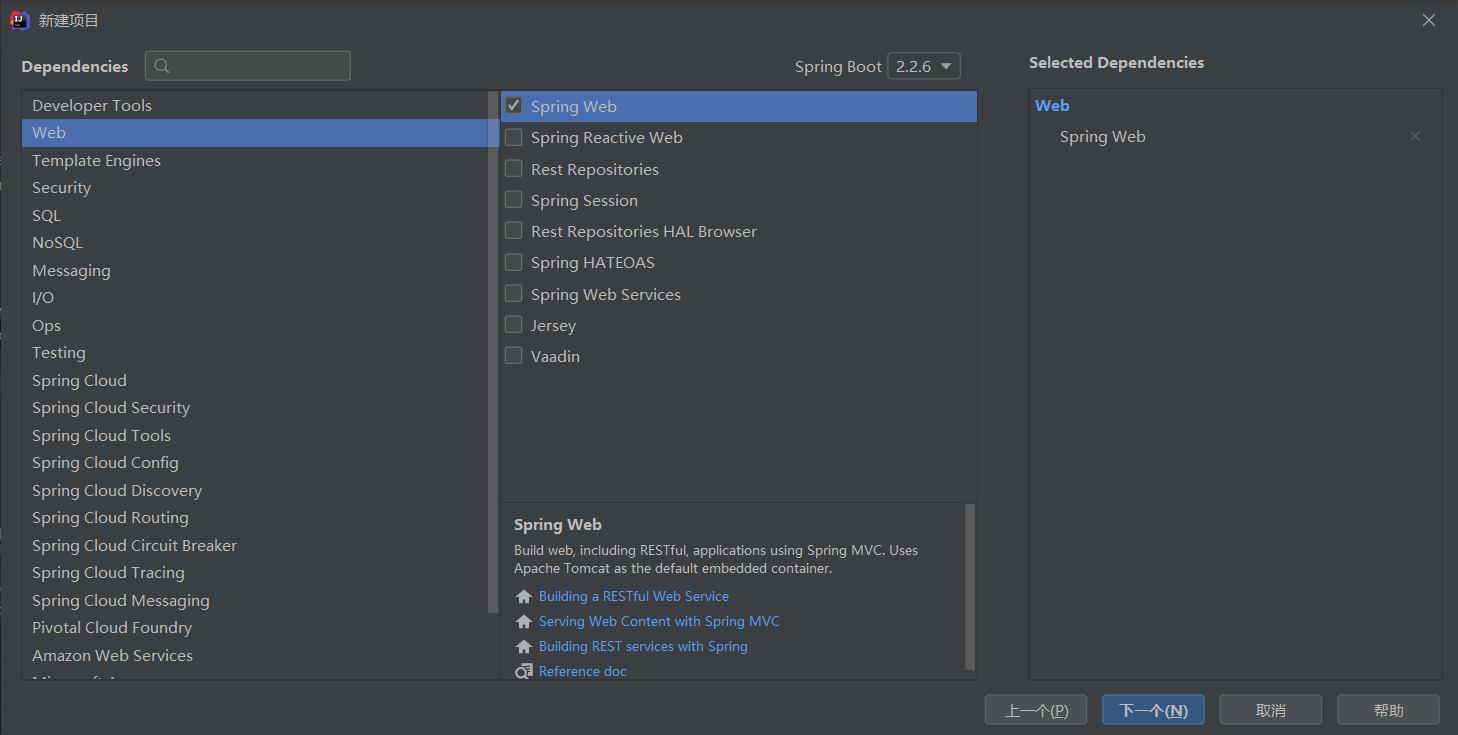 新建项目
Dependencies
Spring Boot 2.2.6
Selected Dependencies
Developer Tools
Web
Template Engines
Security
SQL
NoSQL
Messaging
I/O
Ops
Testing
Spring Cloud
Spring Cloud Security
Spring Cloud Tools
Spring Cloud Config
Spring Cloud Discovery
Spring Cloud Routing
Spring Cloud Circuit Breaker
Spring Cloud Tracing
Spring Cloud Messaging
Pivotal Cloud Foundry
Amazon Web Services
Spring Web
Spring Reactive Web
Rest Repositories
Spring Session
Rest Repositories HAL Browser
Spring HATEOAS
Spring Web Services
Jersey
Vaadin
Spring Web
Build web, including RESTful, applications using Spring MVC. Uses
Apache Tomcat as the default embedded container.
Building a RESTful Web Service
Serving Web Content with Spring MVC
Building REST services with Spring
Reference doc
Web
Spring Web
上一个(P)
下一个(N)
取消
帮助